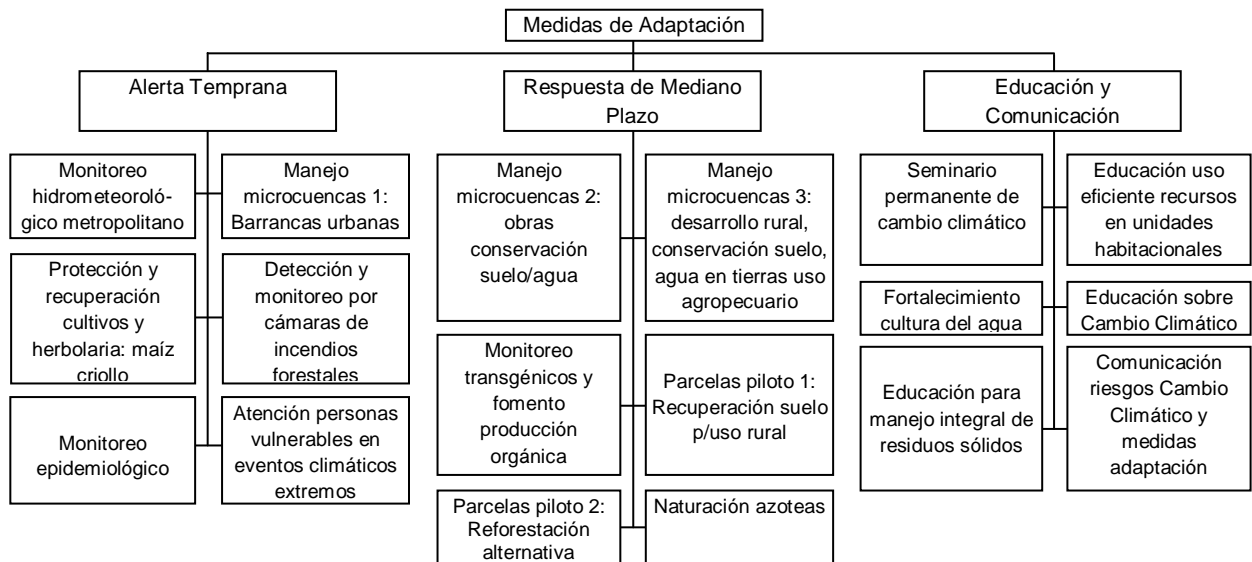 Medidas de Adaptación
Alerta Temprana
Respuesta de Mediano
Plazo
Educación y
Comunicación
Monitoreo
hidrometeoroló-
gico metropolitano
Manejo
microcuencas 1:
Barrancas urbanas
Protección y
recuperación
cultivos y
herbolaria: maíz
criollo
Detección y
monitoreo por
cámaras de
incendios
forestales
Monitoreo
epidemiológico
Atención personas
vulnerables en
eventos climáticos
extremos
Manejo
microcuencas 2:
obras
conservación
suelo/agua
Manejo
microcuencas 3:
desarrollo rural,
conservación suelo,
agua en tierras uso
agropecuario
Monitoreo
transgénicos y
fomento
producción
orgánica
Parcelas piloto 1:
Recuperación suelo
p/uso rural
Parcelas piloto 2:
Reforestación
alternativa
Naturación azoteas
Seminario
permanente de
cambio climático
Educación uso
eficiente recursos
en unidades
habitacionales
Fortalecimiento
cultura del agua
Educación sobre
Cambio Climático
Educación para
manejo integral de
residuos sólidos
Comunicación
riesgos Cambio
Climático y
medidas
adaptación